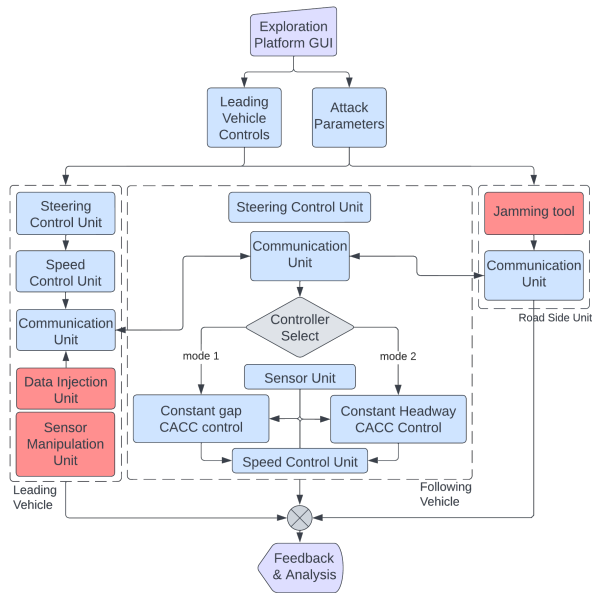 Exploration
Platform GUI
Leading
Vehicle
Controls
Attack
Parameters
Steering
Control Unit
Speed
Control Unit
Communication
Unit
Data Injection
Unit
Sensor
Manipulation
Unit
Leading
Vehicle
Steering Control Unit
Communication
Unit
Controller
Select
mode 1
mode 2
Sensor Unit
Constant gap
CACC control
Constant Headway
CACC Control
Speed Control Unit
Following
Vehicle
Jamming tool
Communication
Unit
Road Side Unit
Feedback
& Analysis